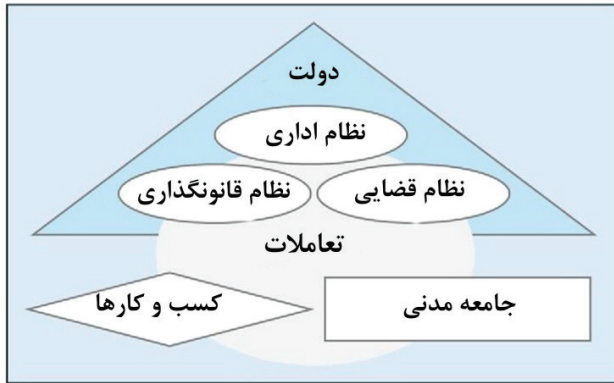 دولت
نظام اداری
نظام قضایی
نظام قانونگذاری
تعاملات
جامعه مدنی
کسب و کارها